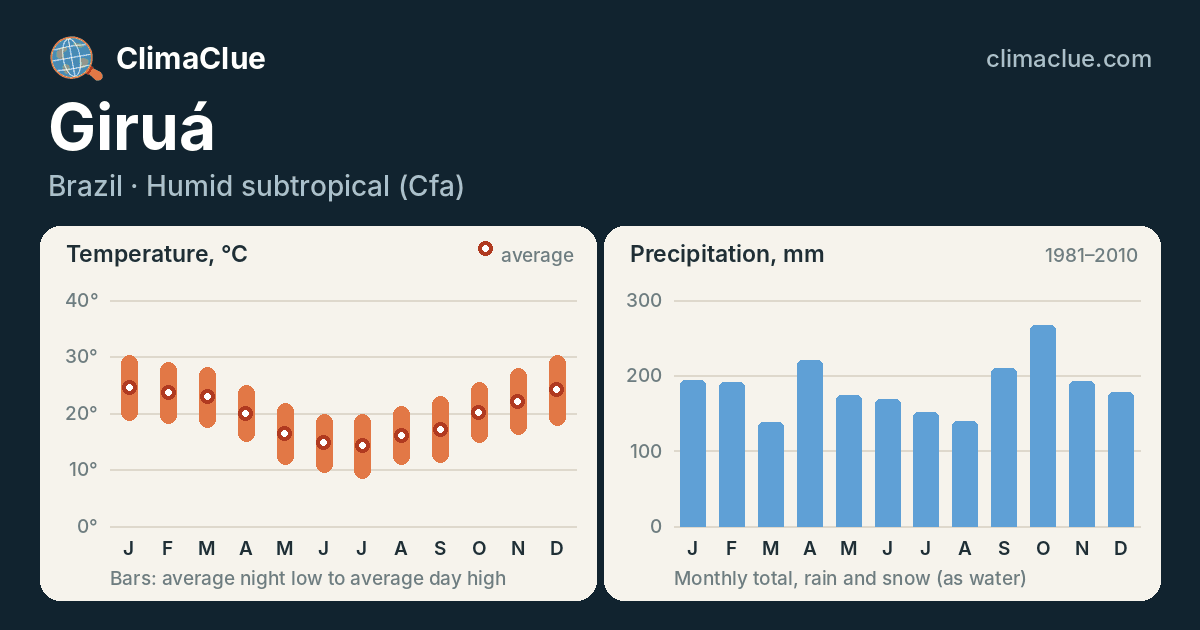 ClimaClue
climaclue.com
Giruá
Brazil · Humid subtropical (Cfa)
Temperature, °C
average
40°
30°
20°
10°
0°
J F M A M J J A S O N D
Bars: average night low to average day high
Precipitation, mm
1981–2010
300
200
100
0
J F M A M J J A S O N D
Monthly total, rain and snow (as water)